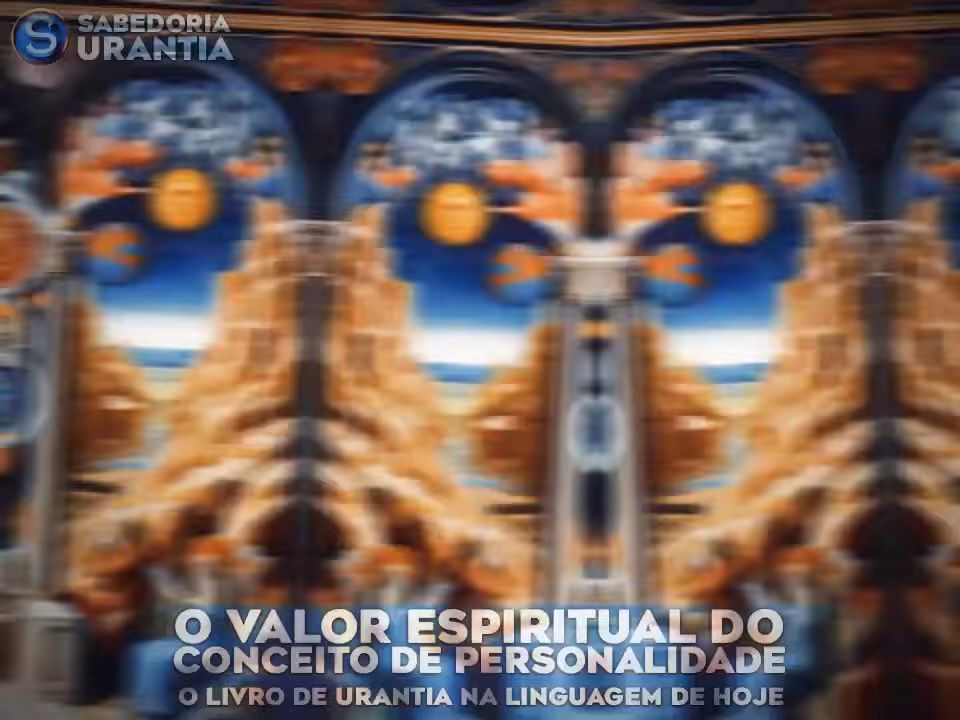 SABEDORIA
URANTIA
O VALOR ESPIRITUAL DO
CONCEITO DE PERSONALIDADE
O LIVRO DE URANTIA NA LINGUAGEM DE HOJE